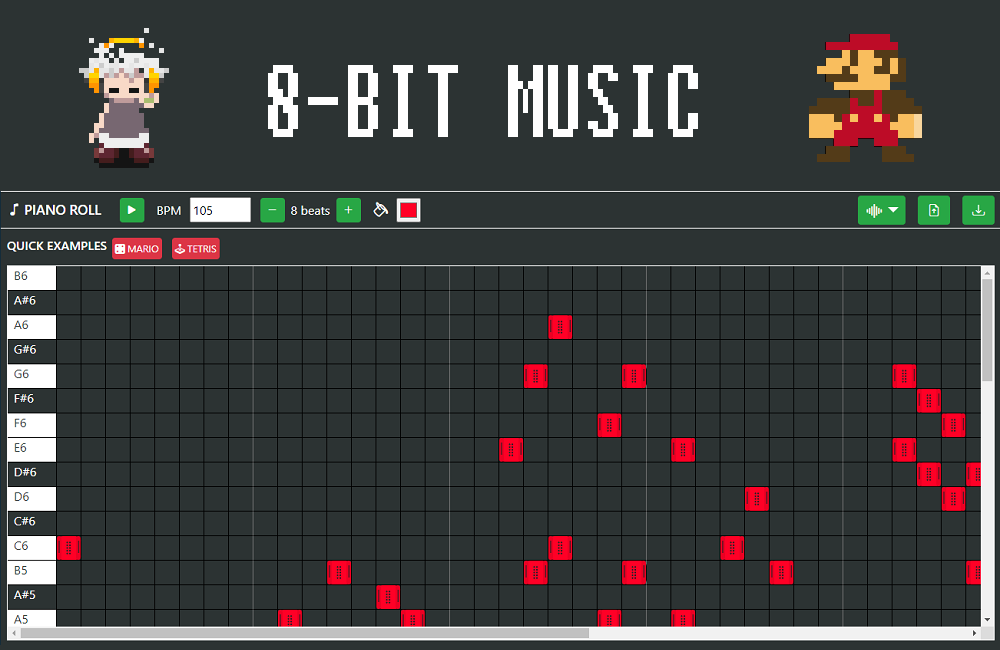 8-BIT MUSIC
PIANO ROLL BPM 105 − 8 beats +
QUICK EXAMPLES MARIO TETRIS
B6
A#6
A6
G#6
G6
F#6
F6
E6
D#6
D6
C#6
C6
B5
A#5
A5